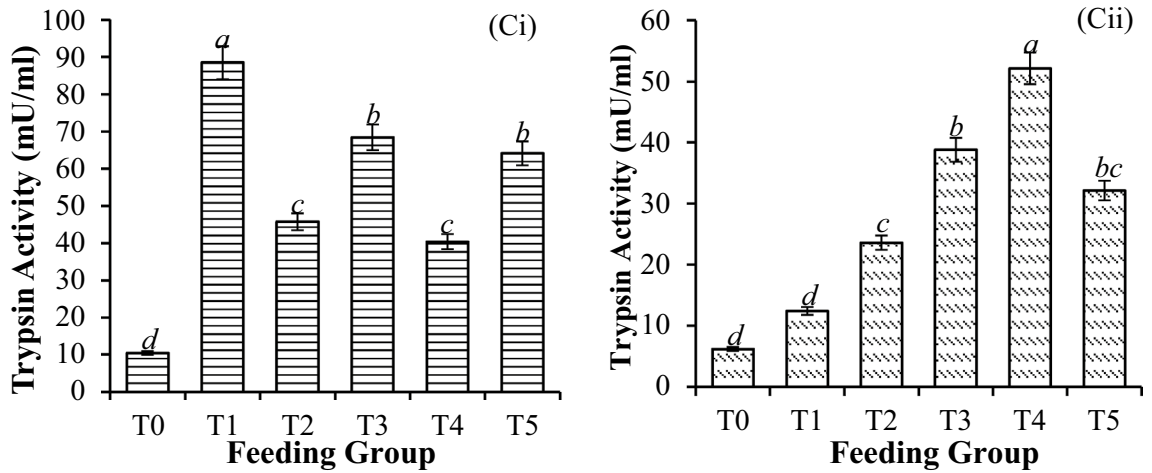 (Ci)
Trypsin Activity (mU/ml)
100
90
80
70
60
50
40
30
20
10
0
d
a
c
b
c
b
T0 T1 T2 T3 T4 T5
Feeding Group
(Cii)
Trypsin Activity (mU/ml)
60
50
40
30
20
10
0
d
d
c
b
a
bc
T0 T1 T2 T3 T4 T5
Feeding Group